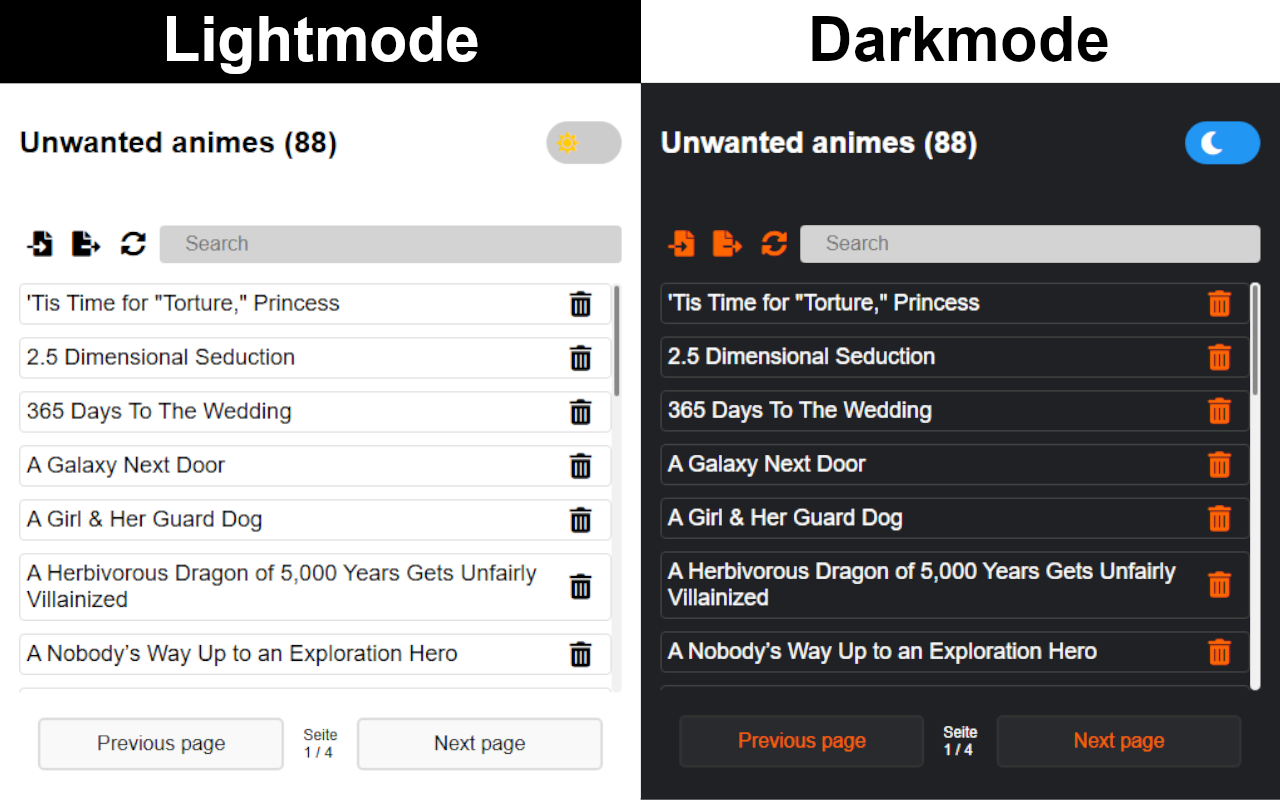 Lightmode
Unwanted animes (88)
Search
'Tis Time for "Torture," Princess
2.5 Dimensional Seduction
365 Days To The Wedding
A Galaxy Next Door
A Girl & Her Guard Dog
A Herbivorous Dragon of 5,000 Years Gets Unfairly
Villainized
A Nobody’s Way Up to an Exploration Hero
Previous page
Seite
1 / 4
Next page
Darkmode
Unwanted animes (88)
Search
'Tis Time for "Torture," Princess
2.5 Dimensional Seduction
365 Days To The Wedding
A Galaxy Next Door
A Girl & Her Guard Dog
A Herbivorous Dragon of 5,000 Years Gets Unfairly
Villainized
A Nobody’s Way Up to an Exploration Hero
Previous page
Seite
1 / 4
Next page